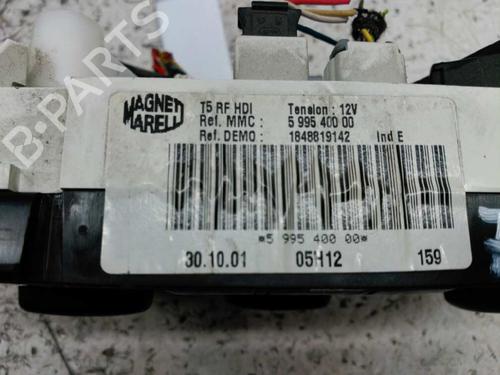 MAGNETI
MARELLI
T5 RF HDI Tension : 12V
Ref. MMC : 5 995 400 00
Ref. DEMO : 1848819142 Ind E
*5 995 400 00*
30.10.01 05H12 159
B-Parts